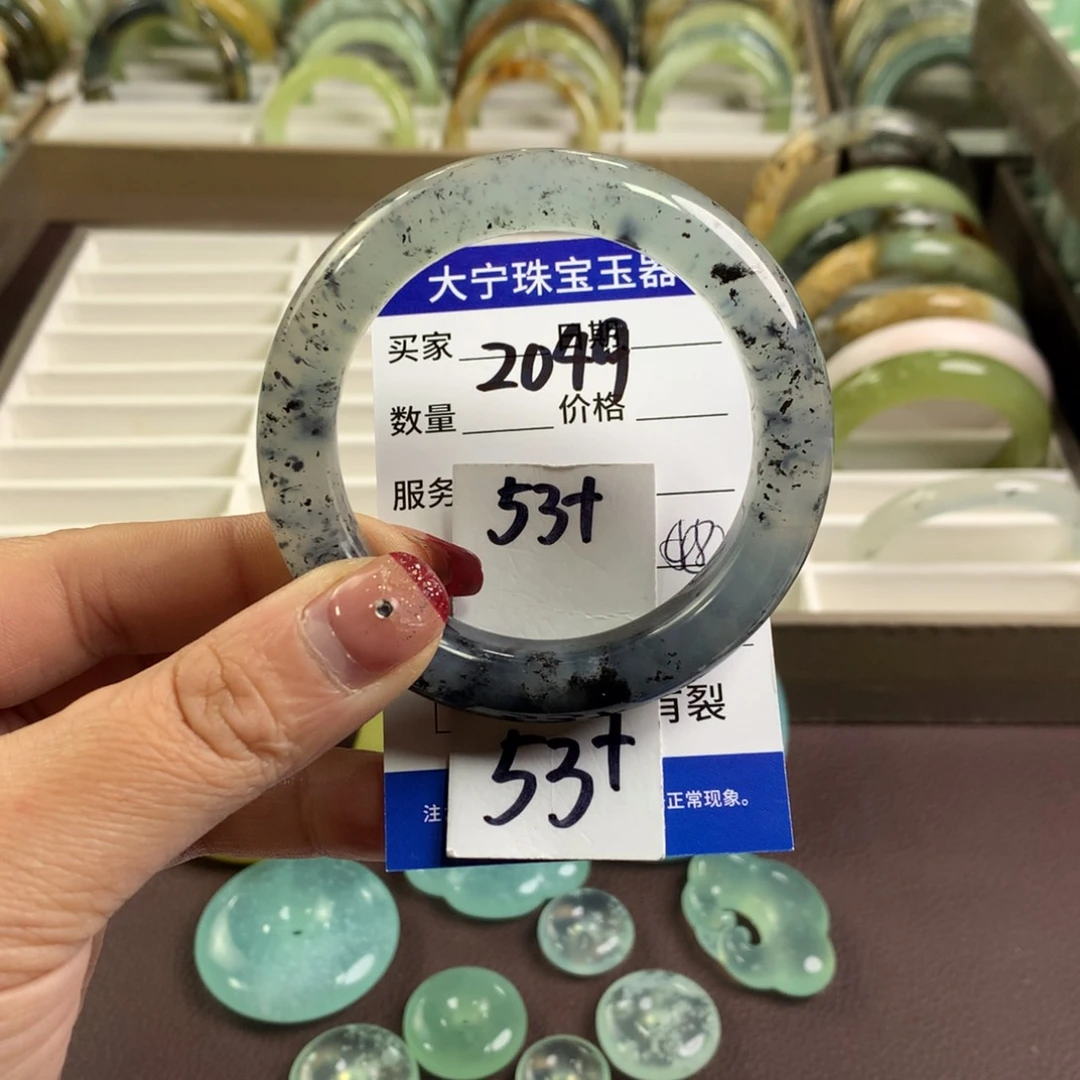 大宁珠宝玉器
买家 日期
2049
数量 价格
服务
53+
有裂
53+
注 正常现象。